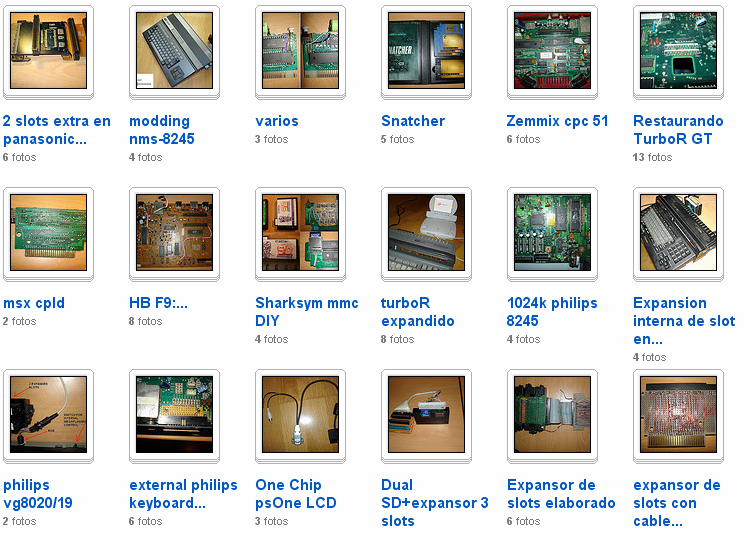 2 slots extra en
panasonic...
6 fotos
modding
nms-8245
4 fotos
varios
3 fotos
Snatcher
5 fotos
Zemmix cpc 51
6 fotos
Restaurando
TurboR GT
13 fotos
SNATCHER
msx cpld
2 fotos
HB F9:...
8 fotos
Sharksym mmc
DIY
4 fotos
turboR
expandido
8 fotos
1024k philips
8245
4 fotos
Expansion
interna de slot
en...
4 fotos
philips
vg8020/19
2 fotos
external philips
keyboard...
6 fotos
One Chip
psOne LCD
3 fotos
Dual
SD+expansor 3
slots
Expansor de
slots elaborado
6 fotos
expansor de
slots con
cable...